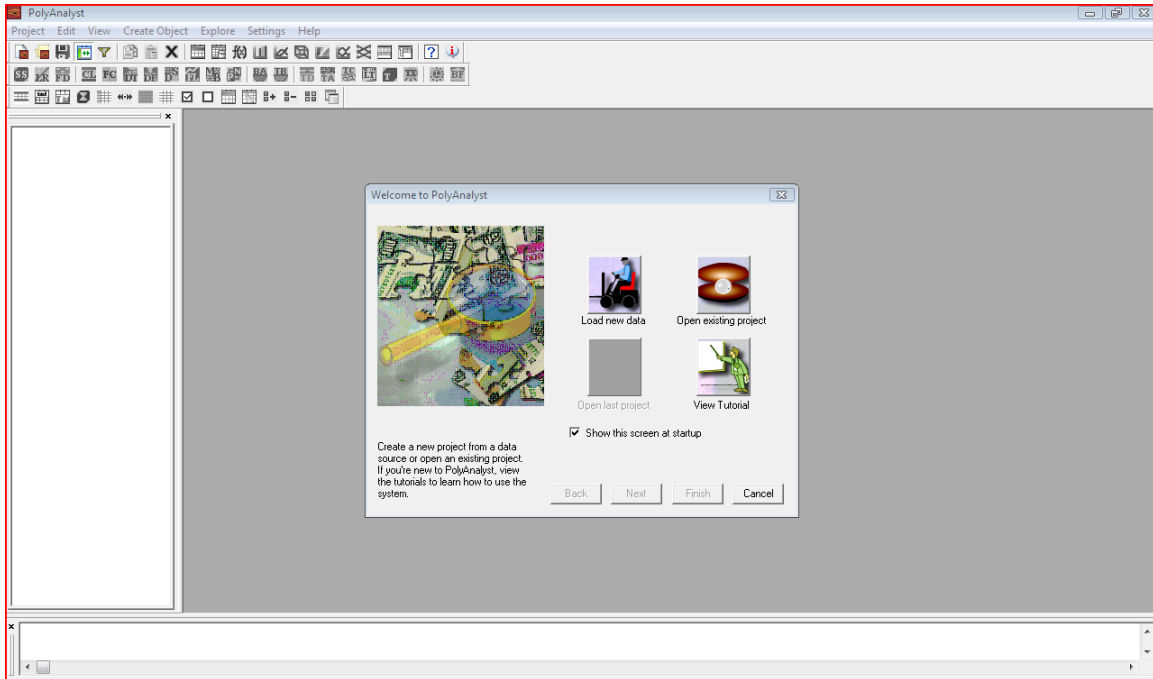 PolyAnalyst
Project Edit View Create Object Explore Settings Help
Welcome to PolyAnalyst
Load new data
Open existing project
Open last project
View Tutorial
Show this screen at startup
Create a new project from a data
source or open an existing project.
If you're new to PolyAnalyst, view
the tutorials to learn how to use the
system.
Back Next Finish Cancel